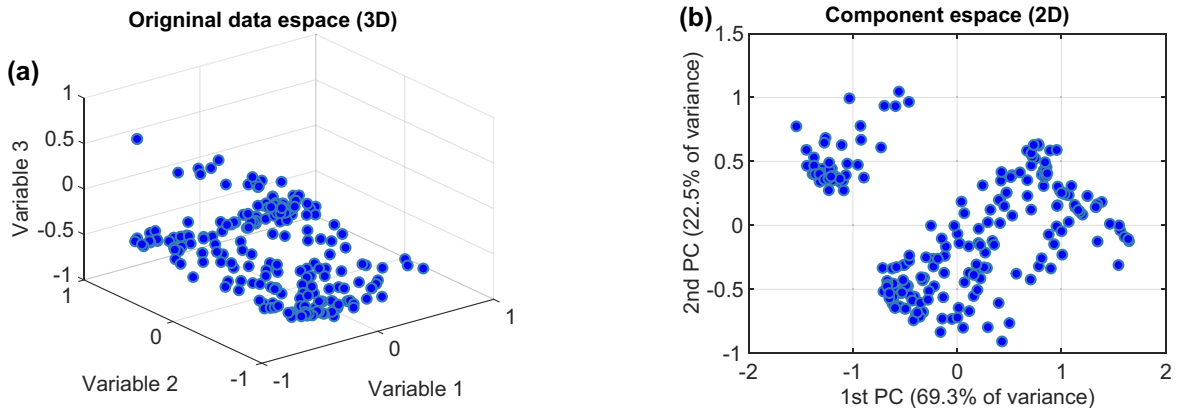 Origninal data espace (3D)
(a)
1
0.5
0
-0.5
-1
Variable 3
1
0
-1
Variable 2
-1
0
1
Variable 1
(b)
Component espace (2D)
1.5
1
0.5
0
-0.5
-1
2nd PC (22.5% of variance)
-2
-1
0
1
2
1st PC (69.3% of variance)